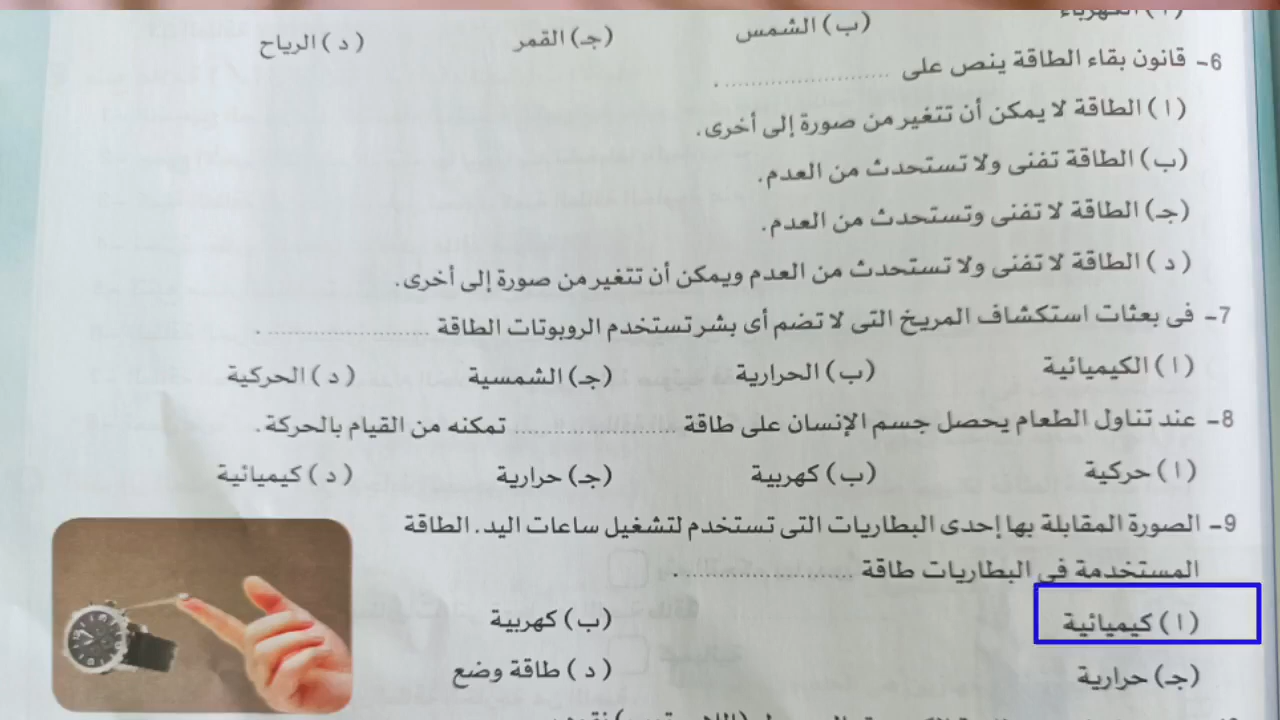 ( أ ) الكهرباء (ب) الشمس (جـ) القمر ( د ) الرياح
6- قانون بقاء الطاقة ينص على .......................... .
( ا ) الطاقة لا يمكن أن تتغير من صورة إلى أخرى.
(ب) الطاقة تفنى ولا تستحدث من العدم.
(جـ) الطاقة لا تفنى وتستحدث من العدم.
( د ) الطاقة لا تفنى ولا تستحدث من العدم ويمكن أن تتغير من صورة إلى أخرى.
7- فى بعثات استكشاف المريخ التى لا تضم أى بشر تستخدم الروبوتات الطاقة .......................... .
( ا ) الكيميائية (ب) الحرارية (جـ) الشمسية ( د ) الحركية
8- عند تناول الطعام يحصل جسم الإنسان على طاقة .......................... تمكنه من القيام بالحركة.
( ا ) حركية (ب) كهربية (جـ) حرارية ( د ) كيميائية
9- الصورة المقابلة بها إحدى البطاريات التى تستخدم لتشغيل ساعات اليد. الطاقة
المستخدمة فى البطاريات طاقة .......................... .
( ا ) كيميائية (ب) كهربية
(جـ) حرارية ( د ) طاقة وضع